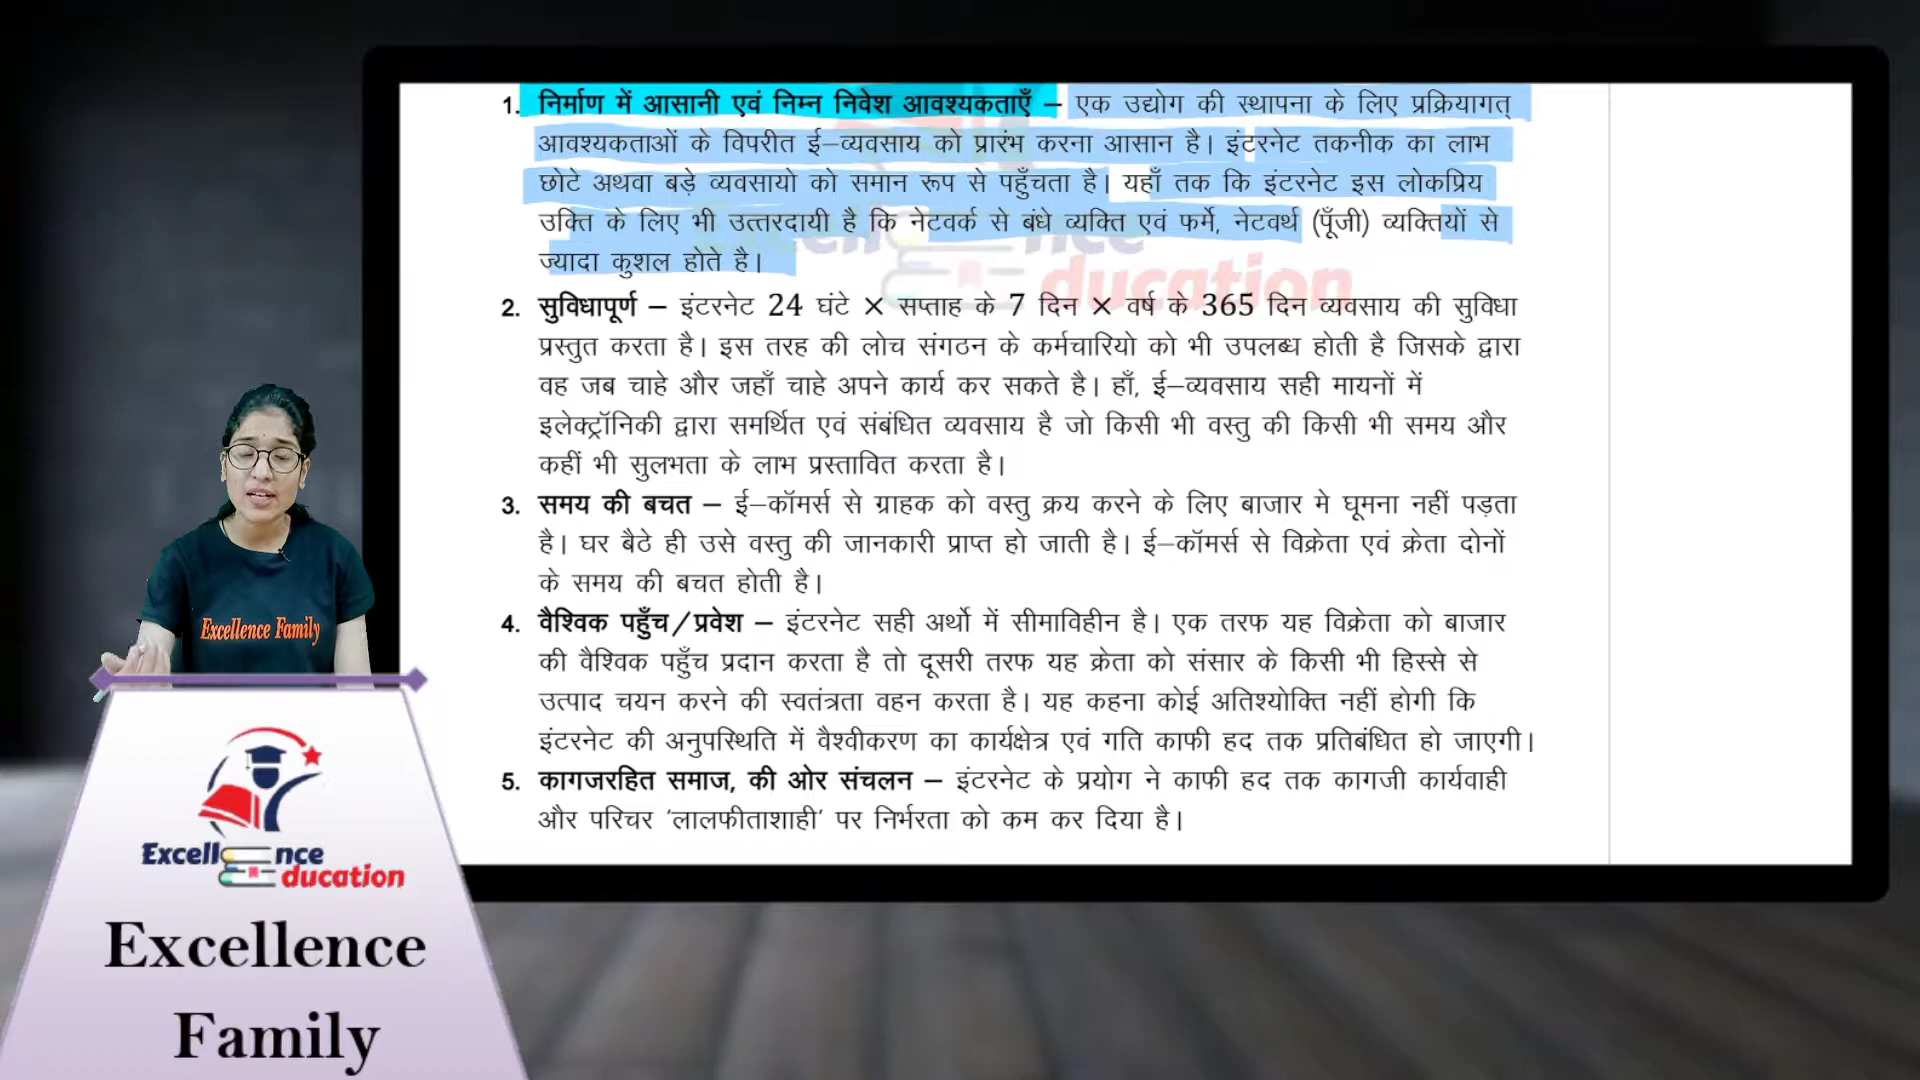 1. निर्माण में आसानी एवं निम्न निवेश आवश्यकताएँ – एक उद्योग की स्थापना के लिए प्रक्रियागत्
आवश्यकताओं के विपरीत ई–व्यवसाय को प्रारंभ करना आसान है। इंटरनेट तकनीक का लाभ
छोटे अथवा बड़े व्यवसायो को समान रूप से पहुँचता है। यहाँ तक कि इंटरनेट इस लोकप्रिय
उक्ति के लिए भी उत्तरदायी है कि नेटवर्क से बंधे व्यक्ति एवं फर्मे, नेटवर्थ (पूँजी) व्यक्तियों से
ज्यादा कुशल होते है।
2. सुविधापूर्ण – इंटरनेट 24 घंटे × सप्ताह के 7 दिन × वर्ष के 365 दिन व्यवसाय की सुविधा
प्रस्तुत करता है। इस तरह की लोच संगठन के कर्मचारियो को भी उपलब्ध होती है जिसके द्वारा
वह जब चाहे और जहाँ चाहे अपने कार्य कर सकते है। हाँ, ई–व्यवसाय सही मायनों में
इलेक्ट्रॉनिकी द्वारा समर्थित एवं संबंधित व्यवसाय है जो किसी भी वस्तु की किसी भी समय और
कहीं भी सुलभता के लाभ प्रस्तावित करता है।
3. समय की बचत – ई–कॉमर्स से ग्राहक को वस्तु क्रय करने के लिए बाजार मे घूमना नहीं पड़ता
है। घर बैठे ही उसे वस्तु की जानकारी प्राप्त हो जाती है। ई–कॉमर्स से विक्रेता एवं क्रेता दोनों
के समय की बचत होती है।
4. वैश्विक पहुँच/प्रवेश – इंटरनेट सही अर्थो में सीमाविहीन है। एक तरफ यह विक्रेता को बाजार
की वैश्विक पहुँच प्रदान करता है तो दूसरी तरफ यह क्रेता को संसार के किसी भी हिस्से से
उत्पाद चयन करने की स्वतंत्रता वहन करता है। यह कहना कोई अतिश्योक्ति नहीं होगी कि
इंटरनेट की अनुपस्थिति में वैश्वीकरण का कार्यक्षेत्र एवं गति काफी हद तक प्रतिबंधित हो जाएगी।
5. कागजरहित समाज, की ओर संचलन – इंटरनेट के प्रयोग ने काफी हद तक कागजी कार्यवाही
और परिचर 'लालफीताशाही' पर निर्भरता को कम कर दिया है।
Excellence Family
Excellence
Education
Excellence
Family